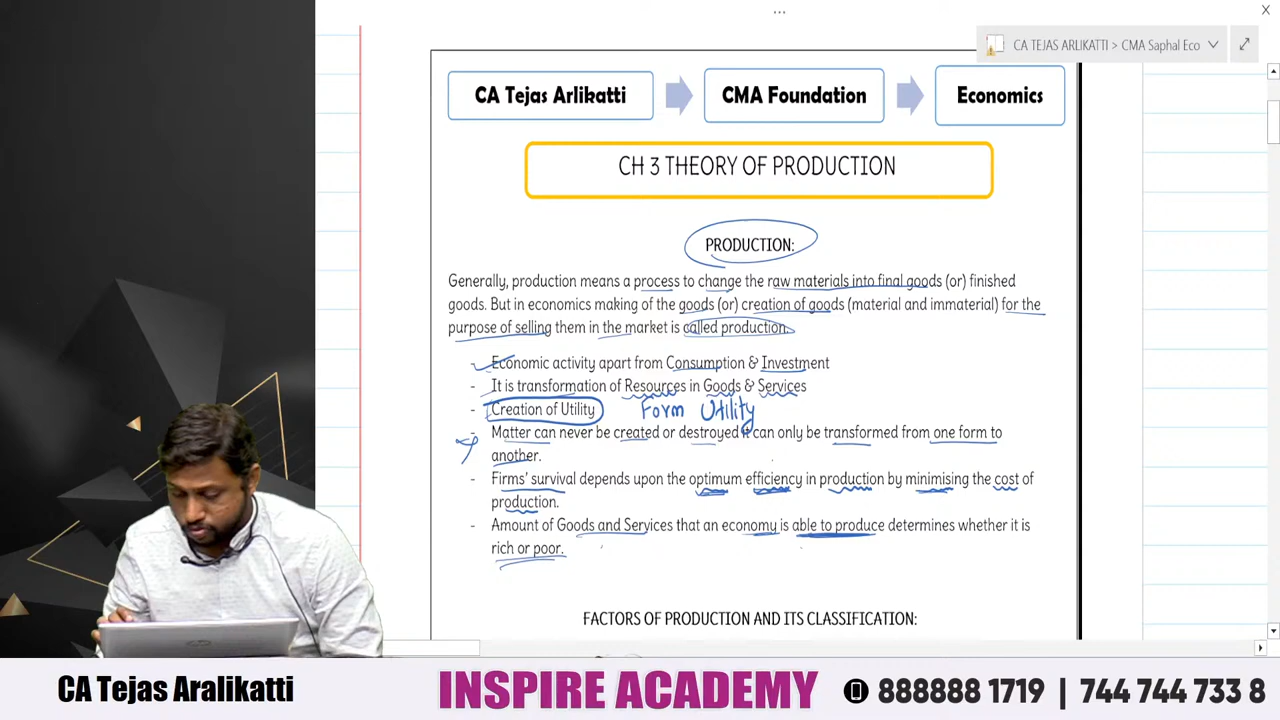 ...
X
CA TEJAS ARLIKATTI > CMA Saphal Eco
CA Tejas Arlikatti
CMA Foundation
Economics
CH 3 THEORY OF PRODUCTION
PRODUCTION:
Generally, production means a process to change the raw materials into final goods (or) finished
goods. But in economics making of the goods (or) creation of goods (material and immaterial) for the
purpose of selling them in the market is called production.
- Economic activity apart from Consumption & Investment
- It is transformation of Resources in Goods & Services
- Creation of Utility Form Utility
- Matter can never be created or destroyed it can only be transformed from one form to
another.
- Firms' survival depends upon the optimum efficiency in production by minimising the cost of
production.
- Amount of Goods and Services that an economy is able to produce determines whether it is
rich or poor.
FACTORS OF PRODUCTION AND ITS CLASSIFICATION:
CA Tejas Aralikatti
INSPIRE ACADEMY
888888 1719 | 744 744 733 8